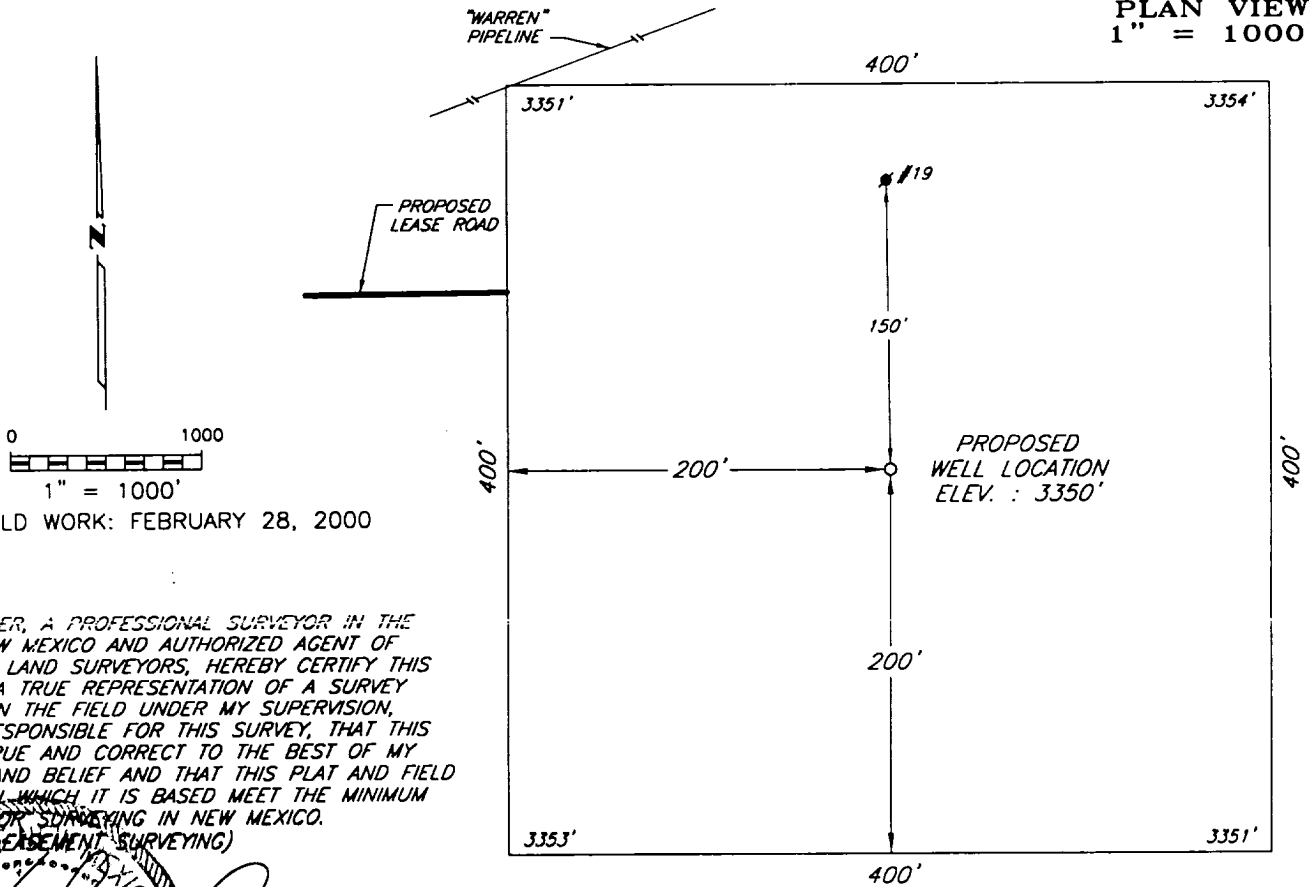 PLAN VIEW
1" = 1000
"WARREN"
PIPELINE
400'
3351'
3354'
#19
PROPOSED
LEASE ROAD
N
150'
0 1000
1" = 1000'
LD WORK: FEBRUARY 28, 2000
400'
200'
PROPOSED
WELL LOCATION
ELEV. : 3350'
400'
ER, A PROFESSIONAL SURVEYOR IN THE
W MEXICO AND AUTHORIZED AGENT OF
LAND SURVEYORS, HEREBY CERTIFY THIS
A TRUE REPRESENTATION OF A SURVEY
N THE FIELD UNDER MY SUPERVISION,
ESPONSIBLE FOR THIS SURVEY, THAT THIS
RUE AND CORRECT TO THE BEST OF MY
AND BELIEF AND THAT THIS PLAT AND FIELD
WHICH IT IS BASED MEET THE MINIMUM
OR SURVEYING IN NEW MEXICO.
EASEMENT SURVEYING)
200'
3353'
3351'
400'